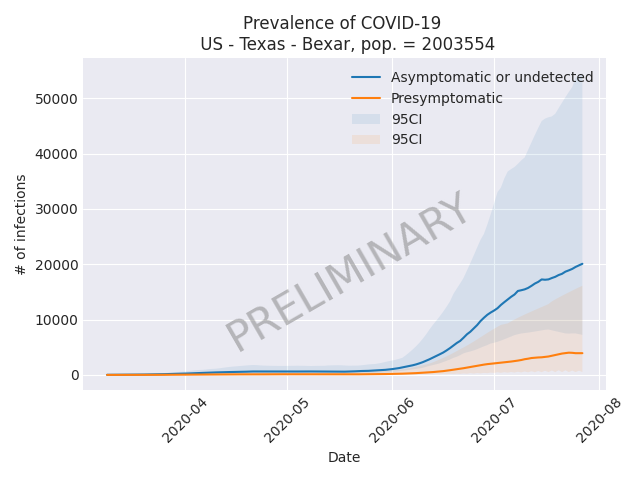 Prevalence of COVID-19
US - Texas - Bexar, pop. = 2003554
Asymptomatic or undetected
Presymptomatic
95CI
95CI
50000
40000
30000
20000
10000
0
# of infections
PRELIMINARY
2020-04
2020-05
2020-06
2020-07
2020-08
Date